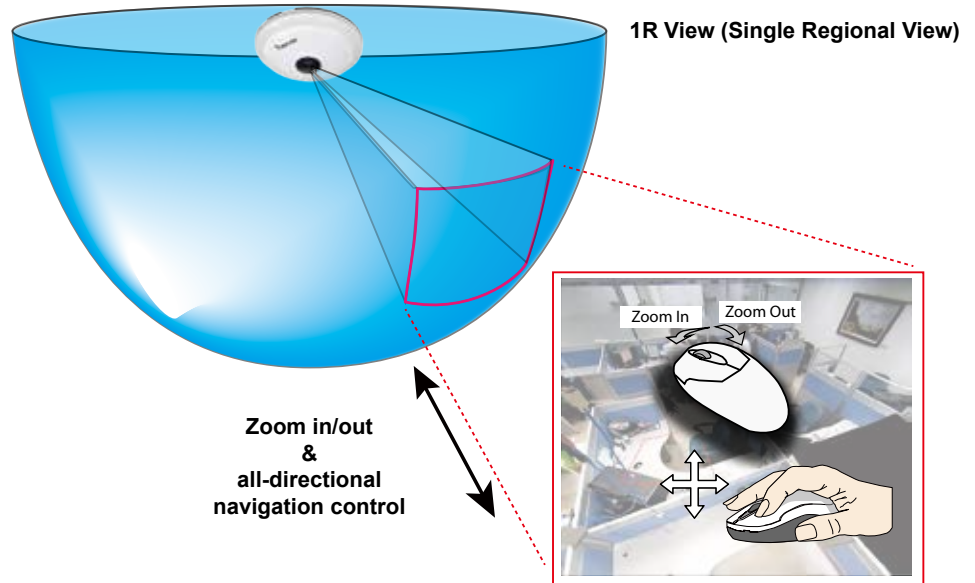 1R View (Single Regional View)
Zoom In
Zoom Out
Zoom in/out
&
all-directional
navigation control